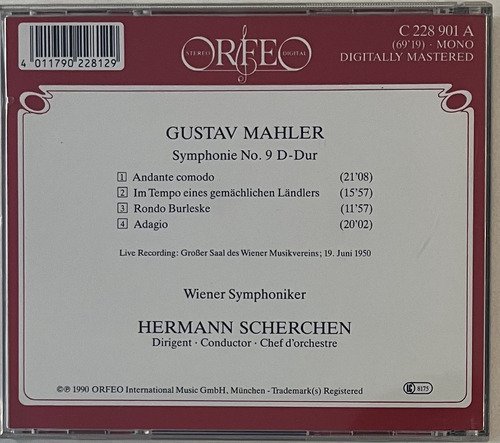 4 011790 228129
STEREO ORFEO DIGITAL
C 228 901 A
(69'19) · MONO
DIGITALLY MASTERED
GUSTAV MAHLER
Symphonie No. 9 D-Dur
1 Andante comodo (21'08)
2 Im Tempo eines gemächlichen Ländlers (15'57)
3 Rondo Burleske (11'57)
4 Adagio (20'02)
Live Recording: Großer Saal des Wiener Musikvereins; 19. Juni 1950
Wiener Symphoniker
HERMANN SCHERCHEN
Dirigent · Conductor · Chef d'orchestre
©℗ 1990 ORFEO International Music GmbH, München - Trademark(s) Registered
LC 8175